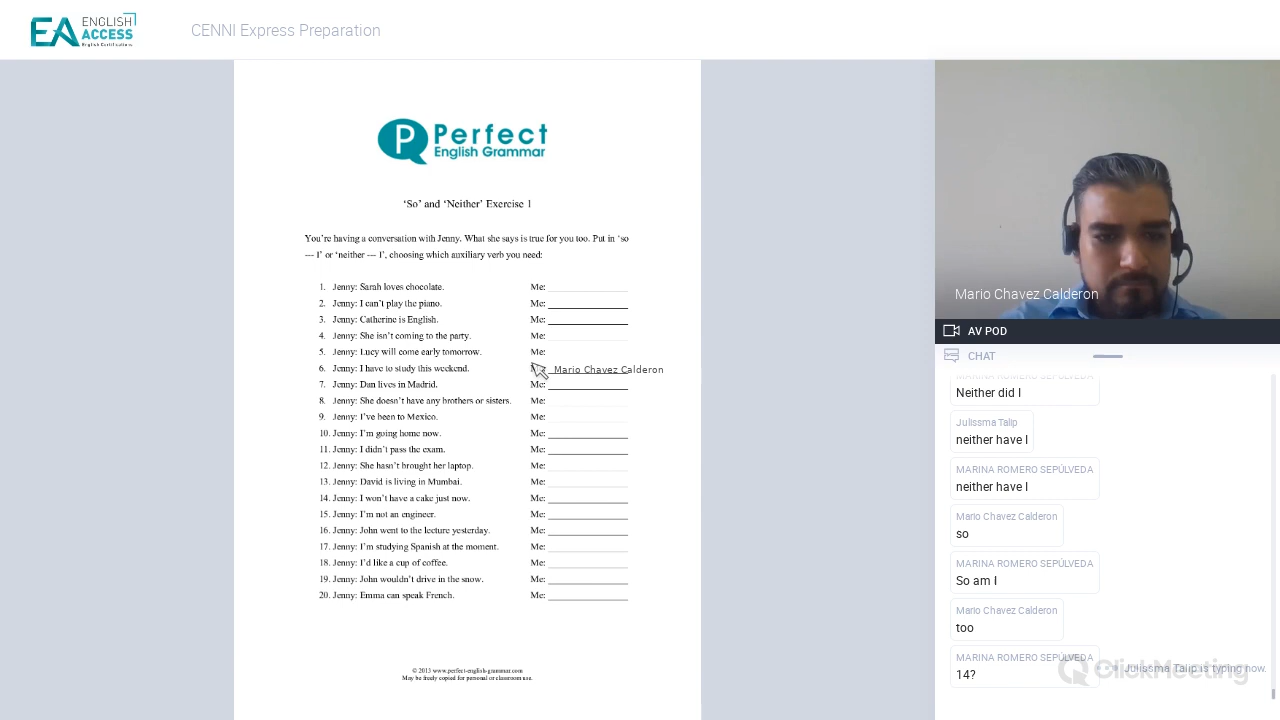 EA ENGLISH
ACCESS
English Certifications
CENNI Express Preparation
P Perfect
English Grammar
'So' and 'Neither' Exercise 1
You're having a conversation with Jenny. What she says is true for you too. Put in 'so
--- I' or 'neither --- I', choosing which auxiliary verb you need:
1. Jenny: Sarah loves chocolate. Me:
2. Jenny: I can't play the piano. Me:
3. Jenny: Catherine is English. Me:
4. Jenny: She isn't coming to the party. Me:
5. Jenny: Lucy will come early tomorrow. Me:
6. Jenny: I have to study this weekend.
Mario Chavez Calderon
7. Jenny: Dan lives in Madrid. Me:
8. Jenny: She doesn't have any brothers or sisters. Me:
9. Jenny: I've been to Mexico. Me:
10. Jenny: I'm going home now. Me:
11. Jenny: I didn't pass the exam. Me:
12. Jenny: She hasn't brought her laptop. Me:
13. Jenny: David is living in Mumbai. Me:
14. Jenny: I won't have a cake just now. Me:
15. Jenny: I'm not an engineer. Me:
16. Jenny: John went to the lecture yesterday. Me:
17. Jenny: I'm studying Spanish at the moment. Me:
18. Jenny: I'd like a cup of coffee. Me:
19. Jenny: John wouldn't drive in the snow. Me:
20. Jenny: Emma can speak French. Me:
© 2013 www.perfect-english-grammar.com
May be freely copied for personal or classroom use.
Mario Chavez Calderon
AV POD
CHAT
MARINA ROMERO SEPÚLVEDA
Neither did I
Julissma Talip
neither have I
MARINA ROMERO SEPÚLVEDA
neither have I
Mario Chavez Calderon
so
MARINA ROMERO SEPÚLVEDA
So am I
Mario Chavez Calderon
too
MARINA ROMERO SEPÚLVEDA
14?
Julissma Talip is typing now.
ClickMeeting